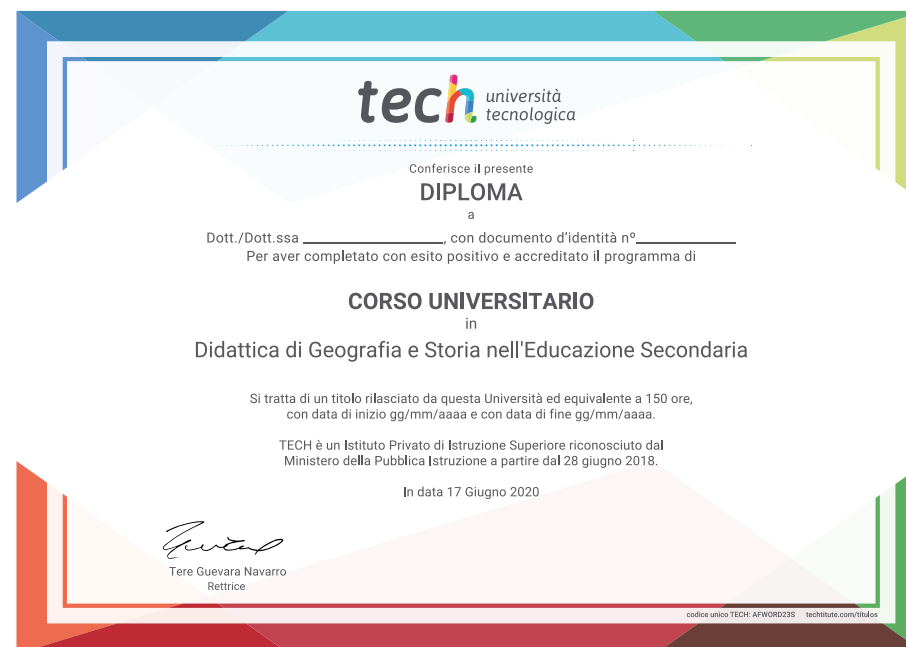 tech università
tecnologica
Conferisce il presente
DIPLOMA
a
Dott./Dott.ssa ____________________, con documento d'identità nº______________
Per aver completato con esito positivo e accreditato il programma di
CORSO UNIVERSITARIO
in
Didattica di Geografia e Storia nell'Educazione Secondaria
Si tratta di un titolo rilasciato da questa Università ed equivalente a 150 ore,
con data di inizio gg/mm/aaaa e con data di fine gg/mm/aaaa.
TECH è un Istituto Privato di Istruzione Superiore riconosciuto dal
Ministero della Pubblica Istruzione a partire dal 28 giugno 2018.
In data 17 Giugno 2020
Tere Guevara Navarro
Rettrice
codice unico TECH: AFWORD23S techtitute.com/titulos